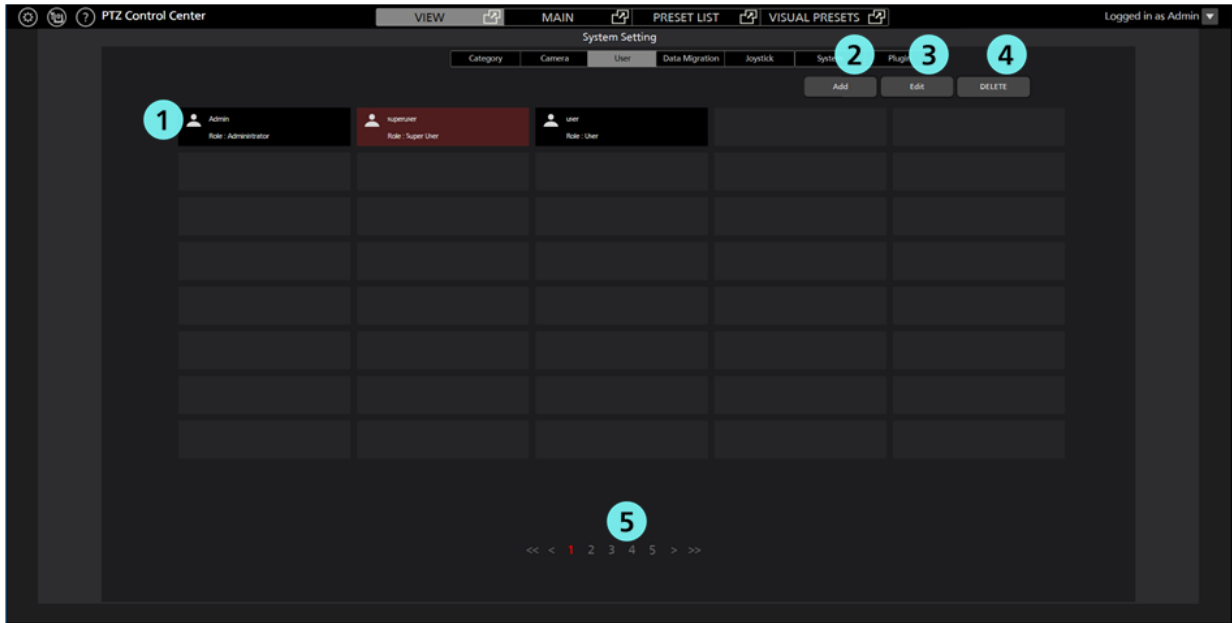 ? PTZ Control Center VIEW MAIN PRESET LIST VISUAL PRESETS Logged in as Admin
System Setting
Category Camera User Data Migration Joystick Syste Plugin
2 3 4
Add Edit DELETE
1
Admin
Role : Administrator
superuser
Role : Super User
user
Role : User
5
<< < 1 2 3 4 5 > >>